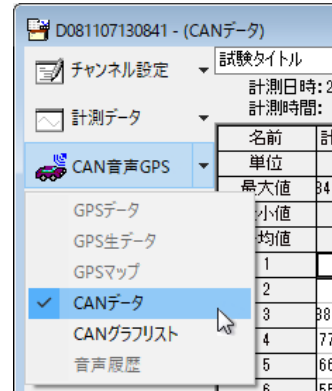 D081107130841 - (CANデータ)
チャンネル設定
試験タイトル
計測日時: 2
計測データ
計測時間:
名前
CAN音声GPS
単位
最大値
GPSデータ
GPS生データ
GPSマップ
1
CANデータ
2
CANグラフリスト
3
4
音声履歴
5
6